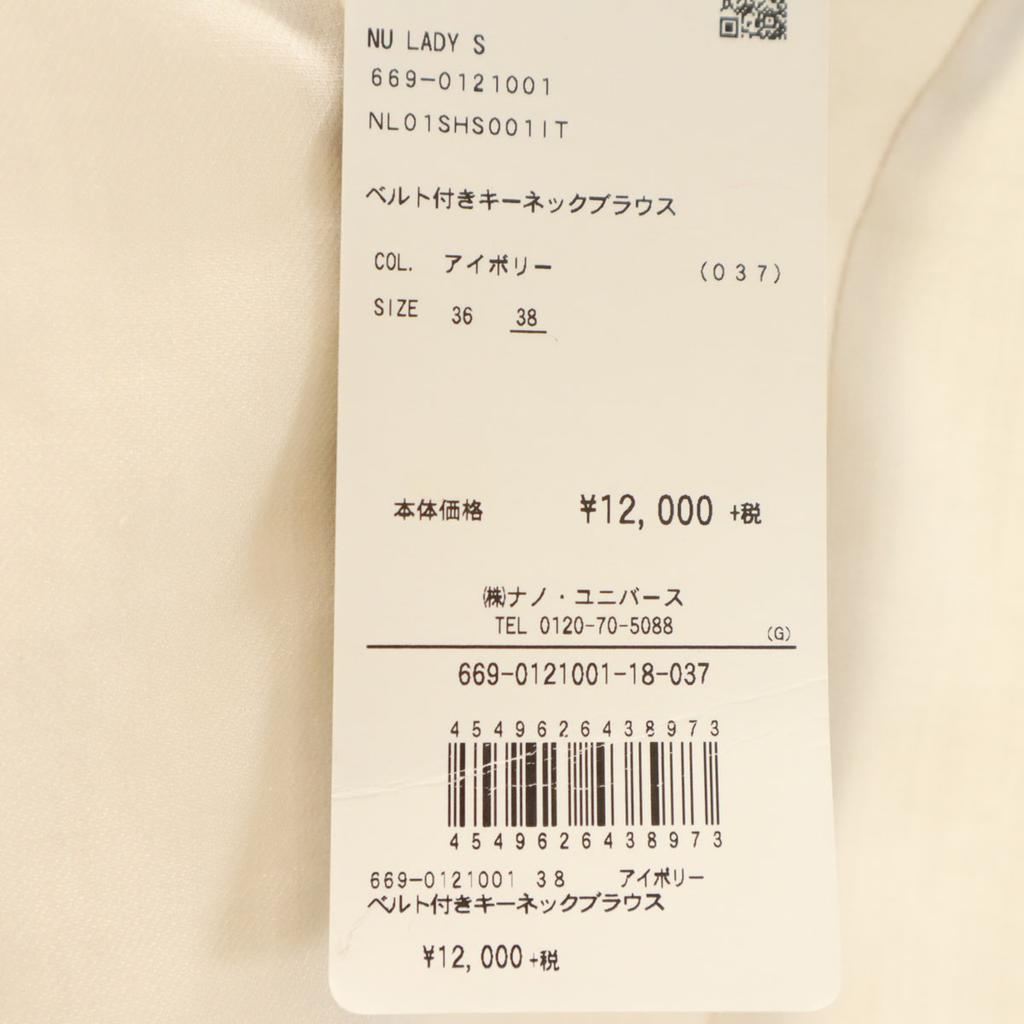 NU LADY S
669-0121001
NL01SHS001IT
ベルト付きキーネックブラウス
COL. アイボリー (037)
SIZE 36 38
本体価格 ¥12,000 +税
㈱ナノ・ユニバース
TEL 0120-70-5088 (G)
669-0121001-18-037
4549626438973
4549626438973
669-0121001 38 アイボリー
ベルト付きキーネックブラウス
¥12,000+税